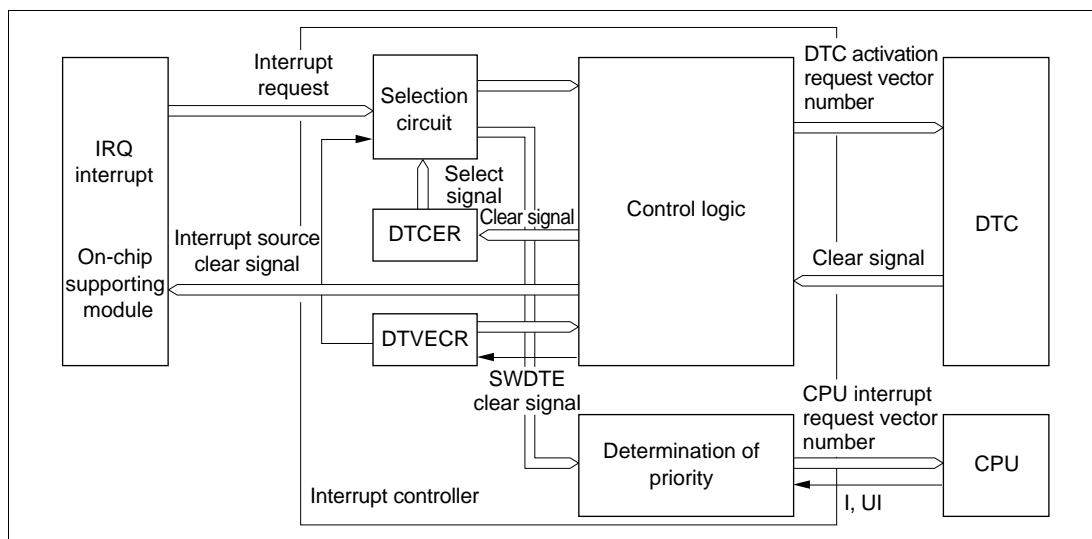 Interrupt
request
Selection
circuit
DTC activation
request vector
number
IRQ
interrupt
On-chip
supporting
module
Select
signal
DTCER
Clear signal
Control logic
DTC
Interrupt source
clear signal
Clear signal
DTVECR
SWDTE
clear signal
CPU interrupt
request vector
number
Determination of
priority
CPU
I, UI
Interrupt controller